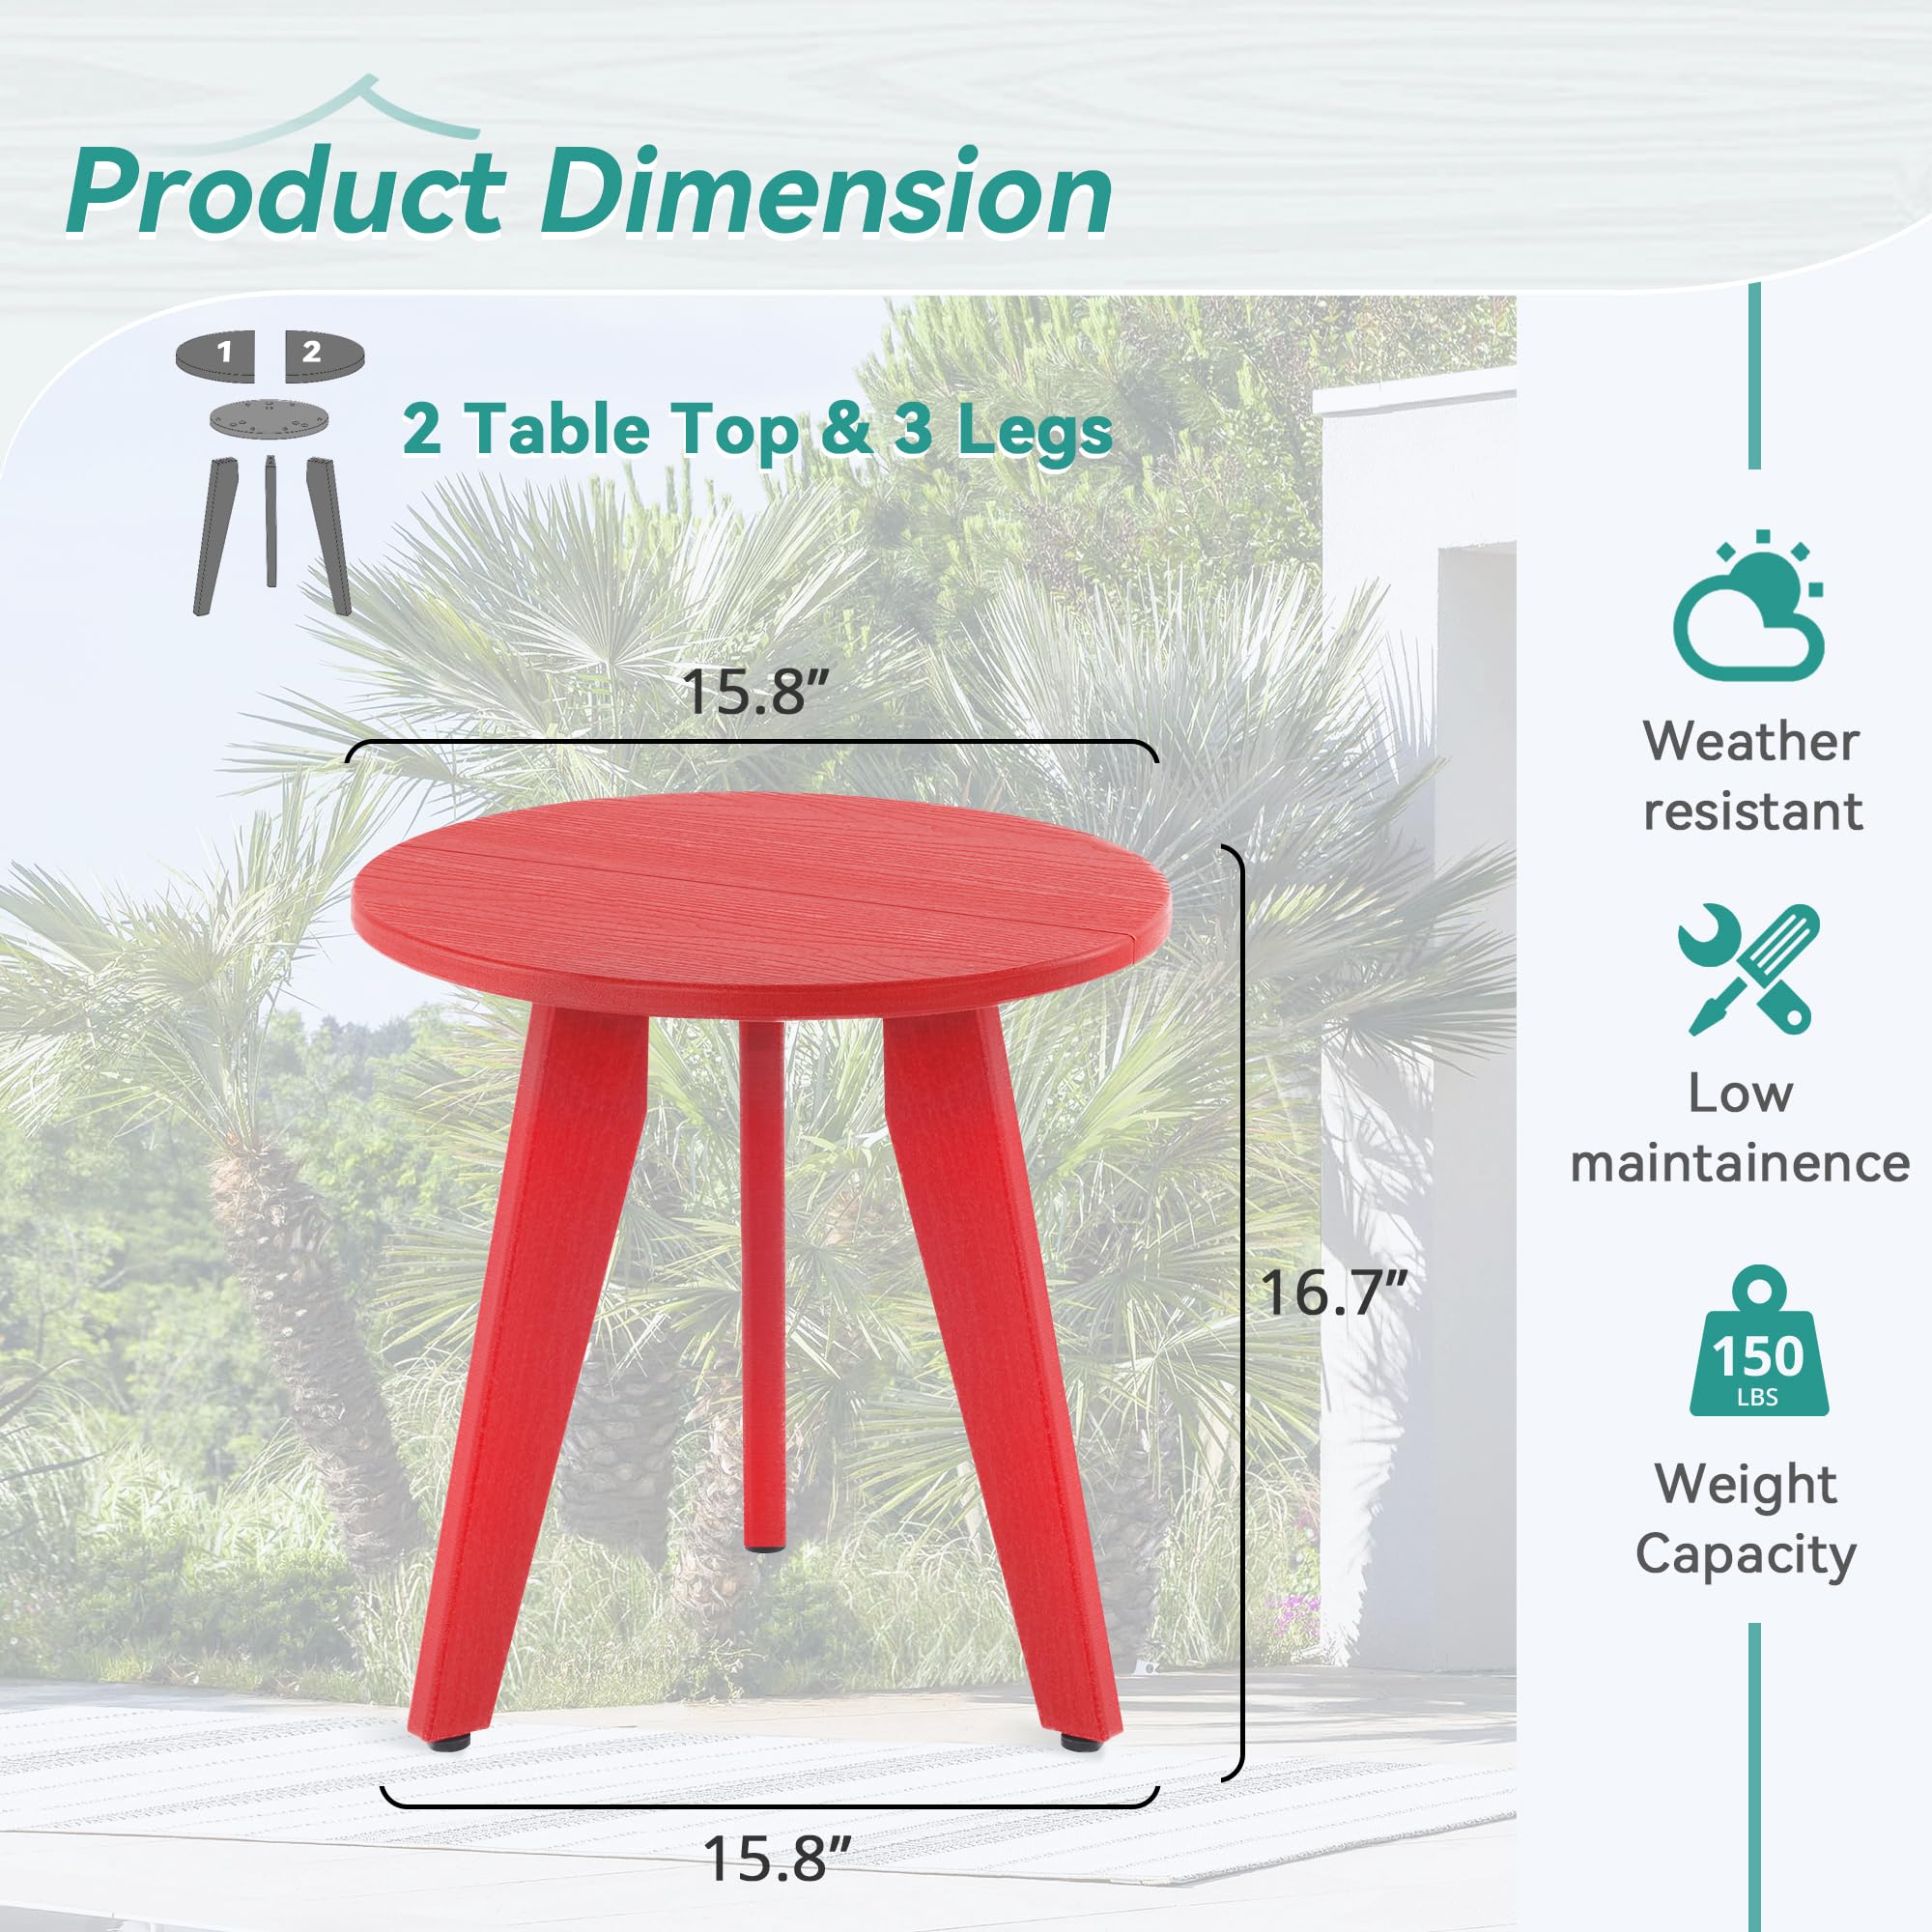 Product Dimension
1 2
2 Table Top & 3 Legs
15.8″
16.7″
15.8″
Weather
resistant
Low
maintainence
150
LBS
Weight
Capacity